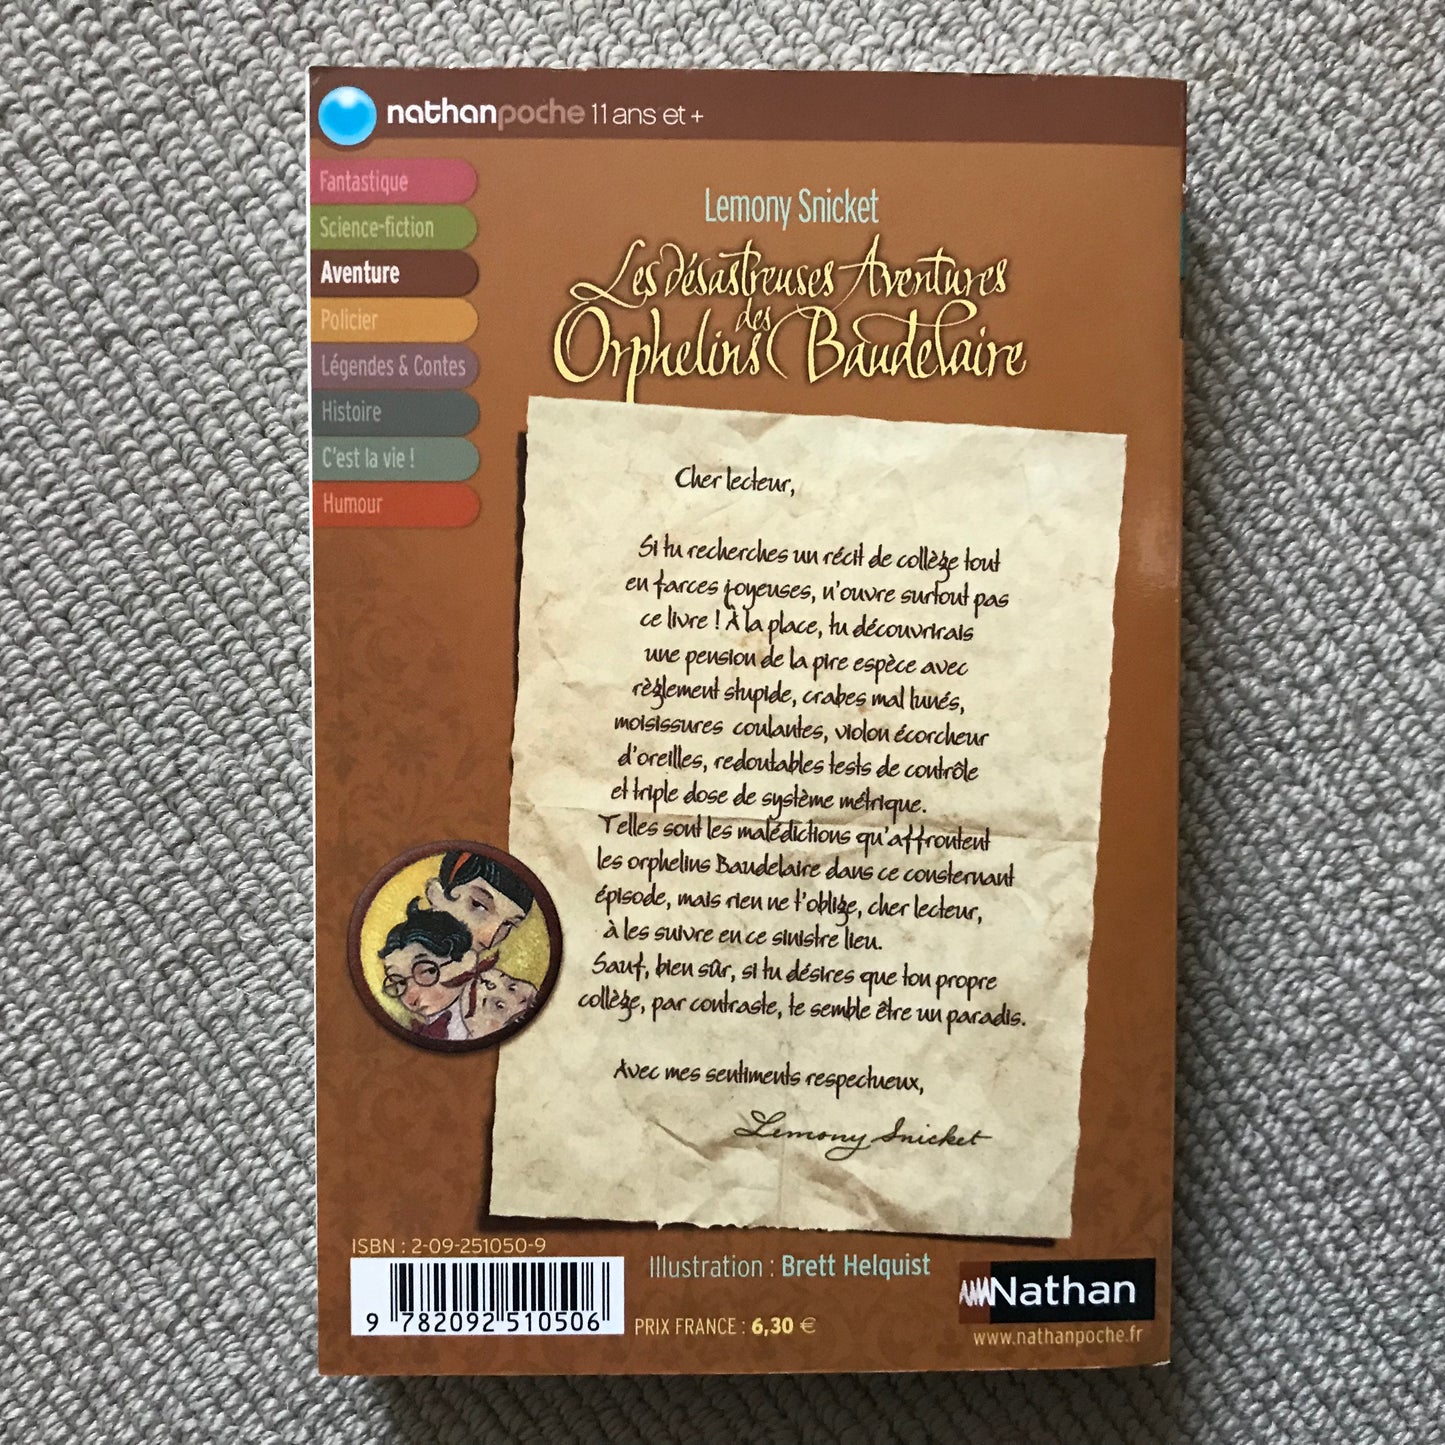 nathanpoche 11 ans et +
Fantastique
Science-fiction
Aventure
Policier
Légendes & Contes
Histoire
C'est la vie !
Humour
Lemony Snicket
Les désastreuses Aventures
des
Orphelins Baudelaire
Cher lecteur,
Si tu recherches un récit de collège tout
en farces joyeuses, n'ouvre surtout pas
ce livre ! À la place, tu découvrirais
une pension de la pire espèce avec
règlement stupide, crabes mal lunés,
moisissures coulantes, violon écorcheur
d'oreilles, redoutables tests de contrôle
et triple dose de système métrique.
Telles sont les malédictions qu'affrontent
les orphelins Baudelaire dans ce consternant
épisode, mais rien ne t'oblige, cher lecteur,
à les suivre en ce sinistre lieu.
Sauf, bien sûr, si tu désires que ton propre
collège, par contraste, te semble être un paradis.
Avec mes sentiments respectueux,
Lemony Snicket
ISBN : 2-09-251050-9
9 782092 510506
Illustration : Brett Helquist
PRIX FRANCE : 6,30 €
Nathan
www.nathanpoche.fr